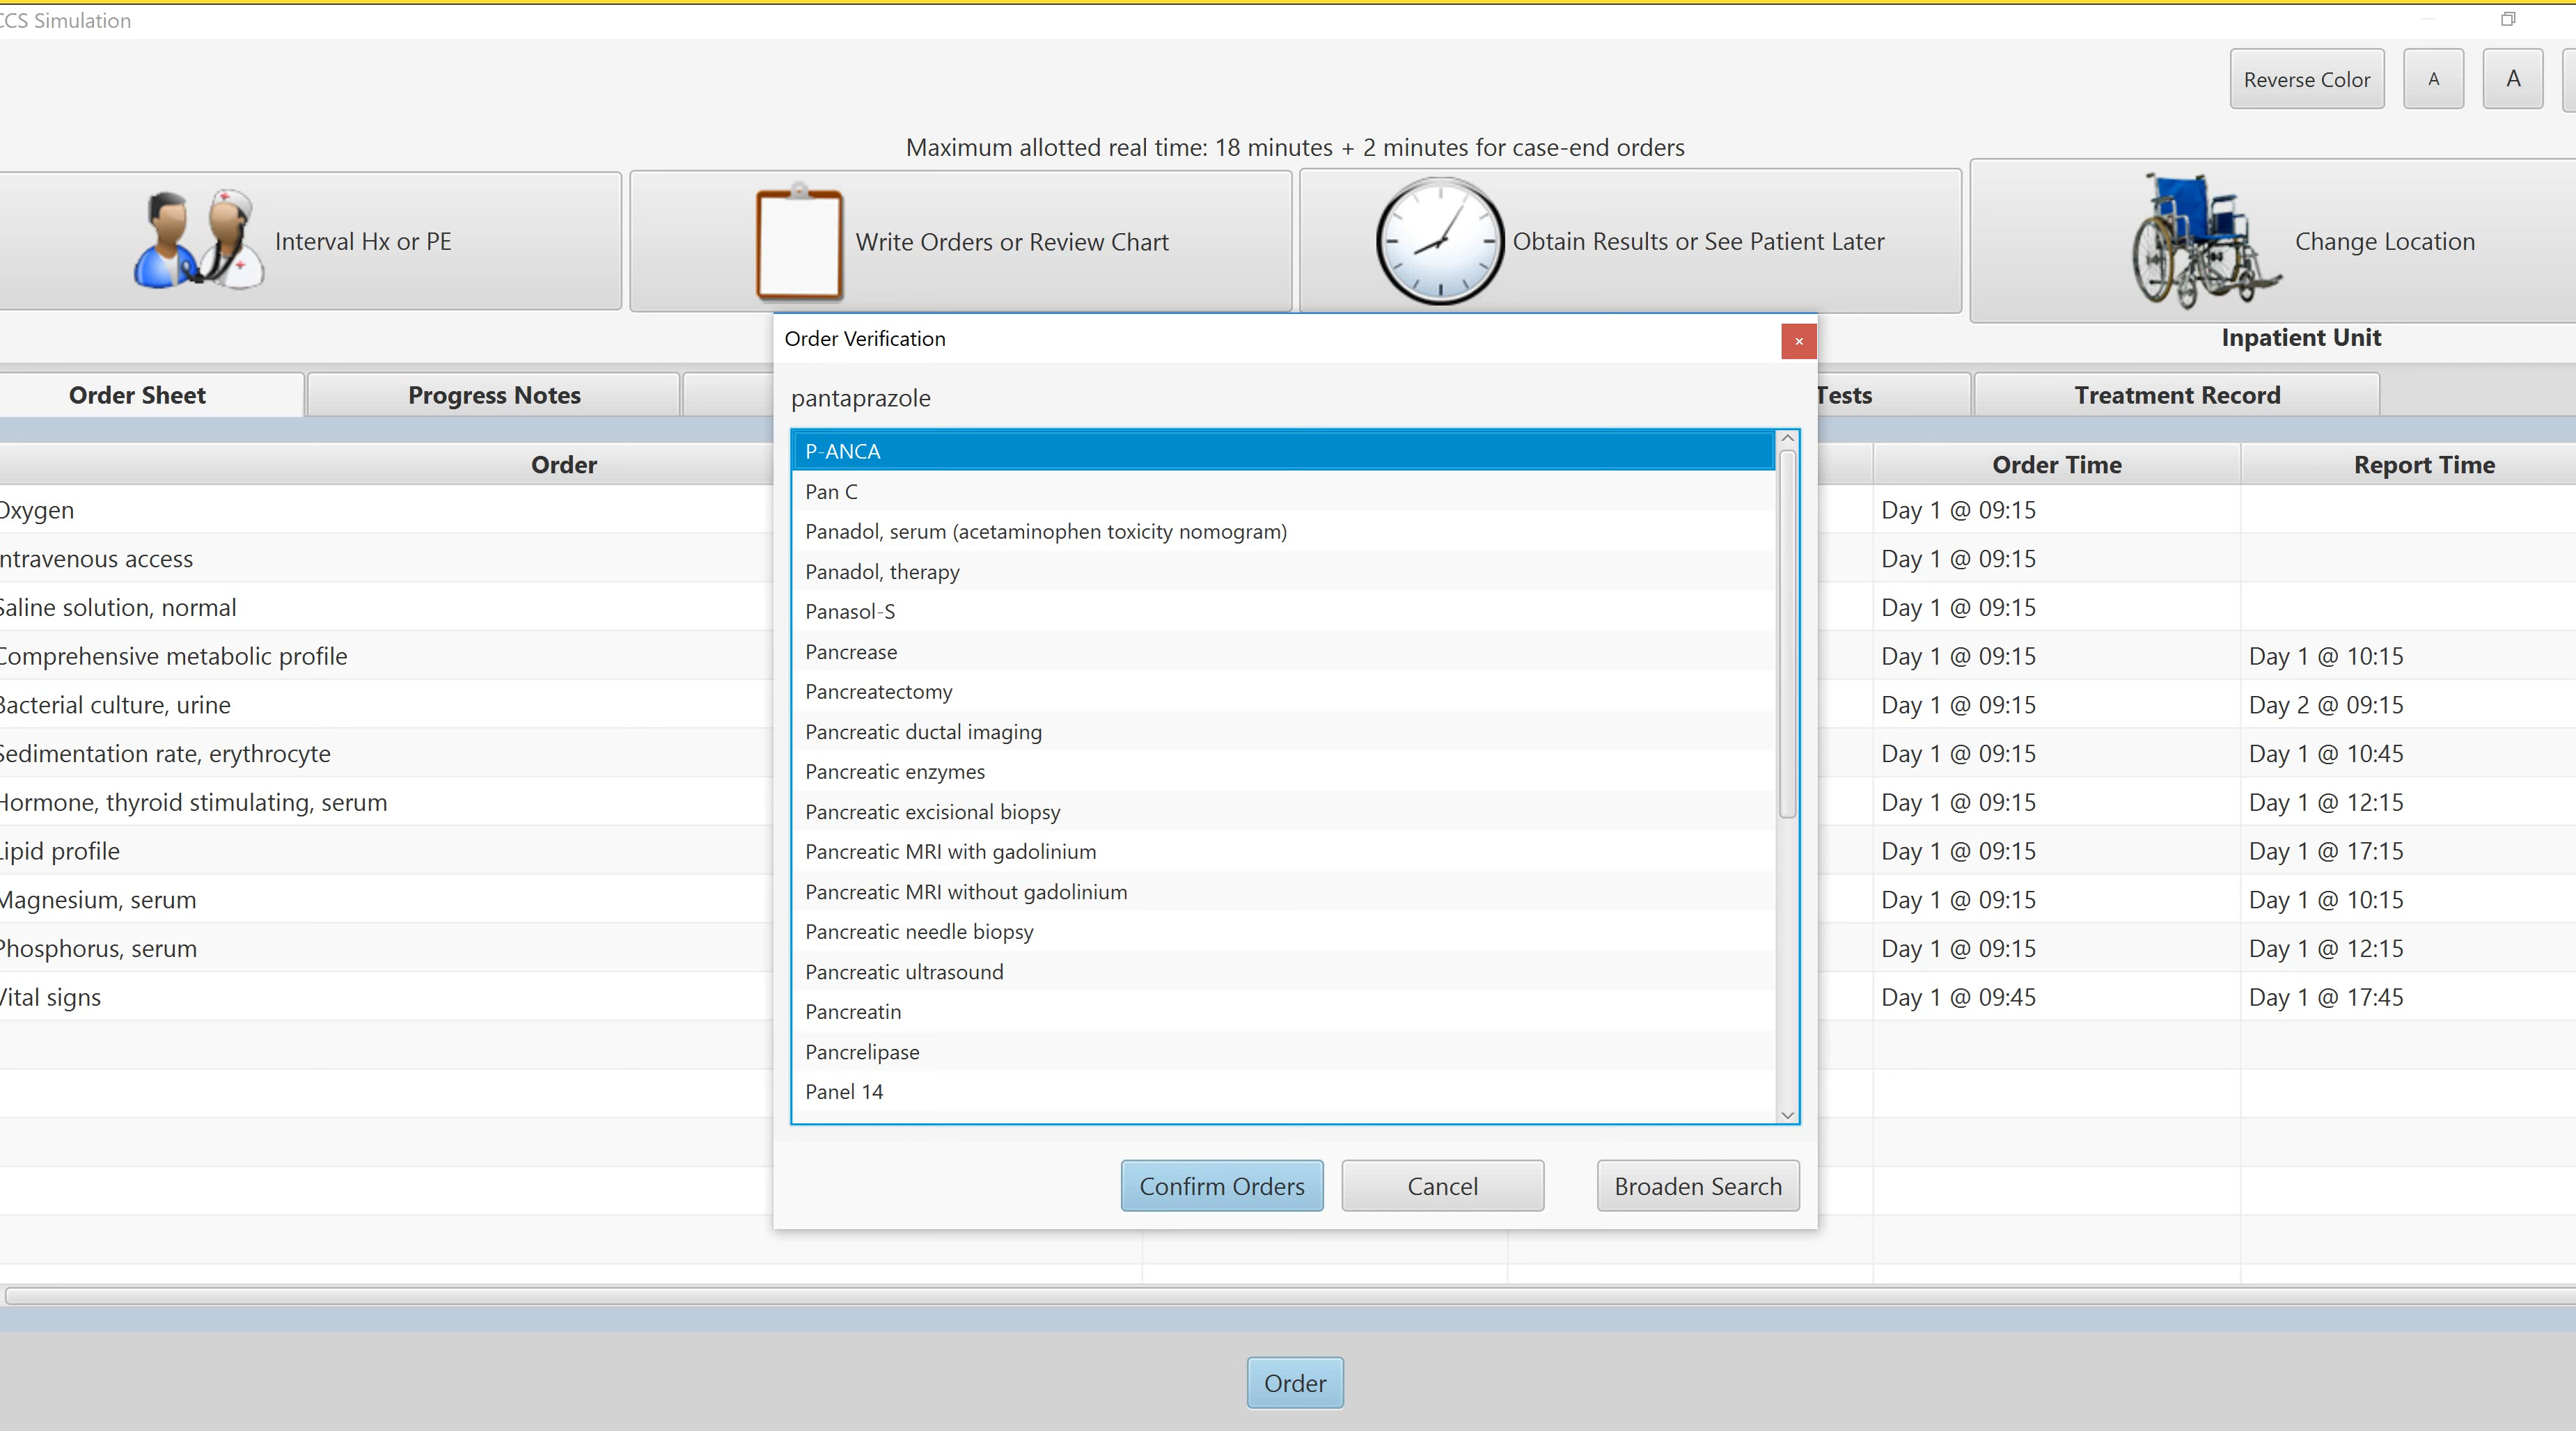 CCS Simulation
Reverse Color A A
Maximum allotted real time: 18 minutes + 2 minutes for case-end orders
Interval Hx or PE
Write Orders or Review Chart
Obtain Results or See Patient Later
Change Location
Inpatient Unit
Order Verification
×
pantaprazole
P-ANCA
Pan C
Panadol, serum (acetaminophen toxicity nomogram)
Panadol, therapy
Panasol-S
Pancrease
Pancreatectomy
Pancreatic ductal imaging
Pancreatic enzymes
Pancreatic excisional biopsy
Pancreatic MRI with gadolinium
Pancreatic MRI without gadolinium
Pancreatic needle biopsy
Pancreatic ultrasound
Pancreatin
Pancrelipase
Panel 14
Confirm Orders
Cancel
Broaden Search
Order Sheet
Progress Notes
Tests
Treatment Record
Order Order Time Report Time
Oxygen Day 1 @ 09:15
ntravenous access Day 1 @ 09:15
Saline solution, normal Day 1 @ 09:15
Comprehensive metabolic profile Day 1 @ 09:15 Day 1 @ 10:15
Bacterial culture, urine Day 1 @ 09:15 Day 2 @ 09:15
Sedimentation rate, erythrocyte Day 1 @ 09:15 Day 1 @ 10:45
Hormone, thyroid stimulating, serum Day 1 @ 09:15 Day 1 @ 12:15
Lipid profile Day 1 @ 09:15 Day 1 @ 17:15
Magnesium, serum Day 1 @ 09:15 Day 1 @ 10:15
Phosphorus, serum Day 1 @ 09:15 Day 1 @ 12:15
Vital signs Day 1 @ 09:45 Day 1 @ 17:45
Order